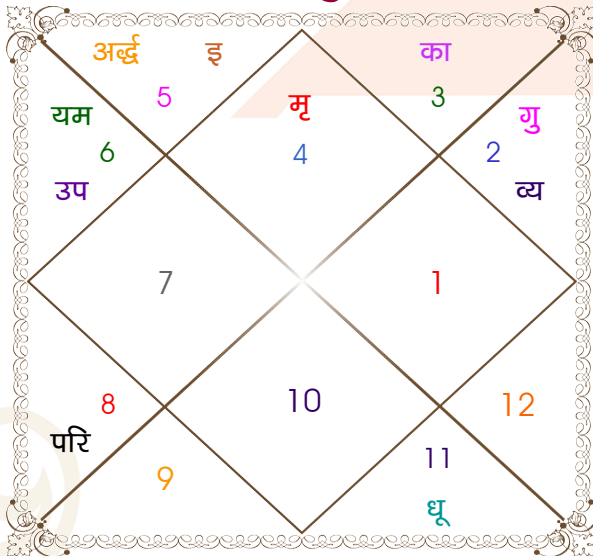 अर्द्ध इ का
5 मृ 3
यम गु
6 4 2
उप व्य
7 1
8 10 12
परि 11
9
धू